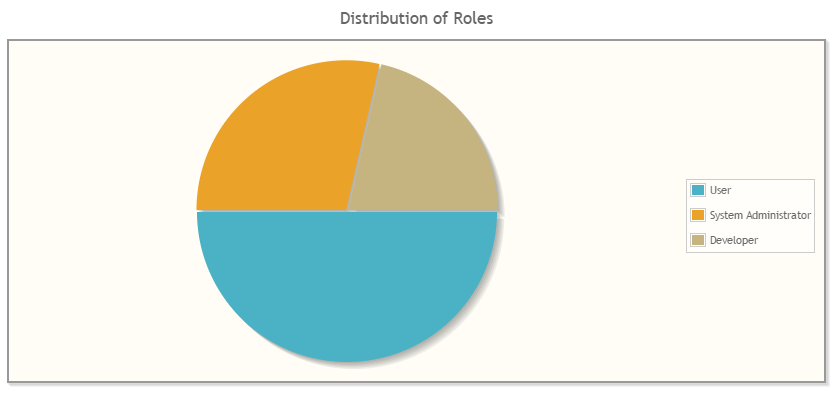 Distribution of Roles
User
System Administrator
Developer